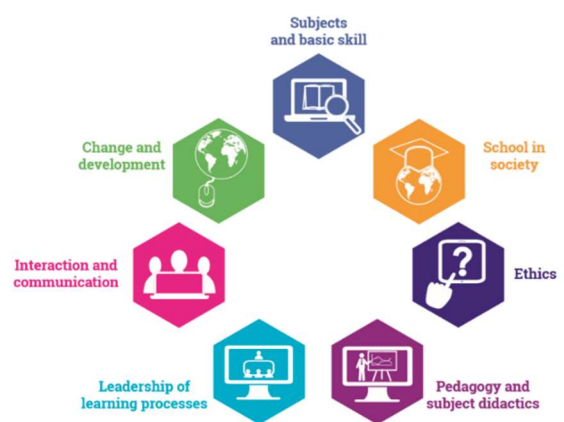 Subjects
and basic skill
Change and
development
School in
society
Interaction and
communication
?
Ethics
Leadership of
learning processes
Pedagogy and
subject didactics